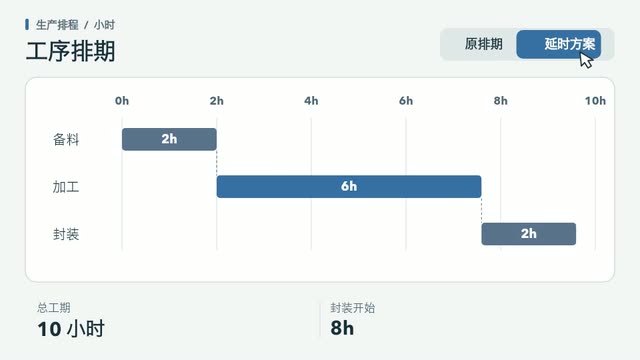 生产排程 / 小时
工序排期
原排期
延时方案
0h 2h 4h 6h 8h 10h
备料 2h
加工 6h
封装 2h
总工期
10 小时
封装开始
8h